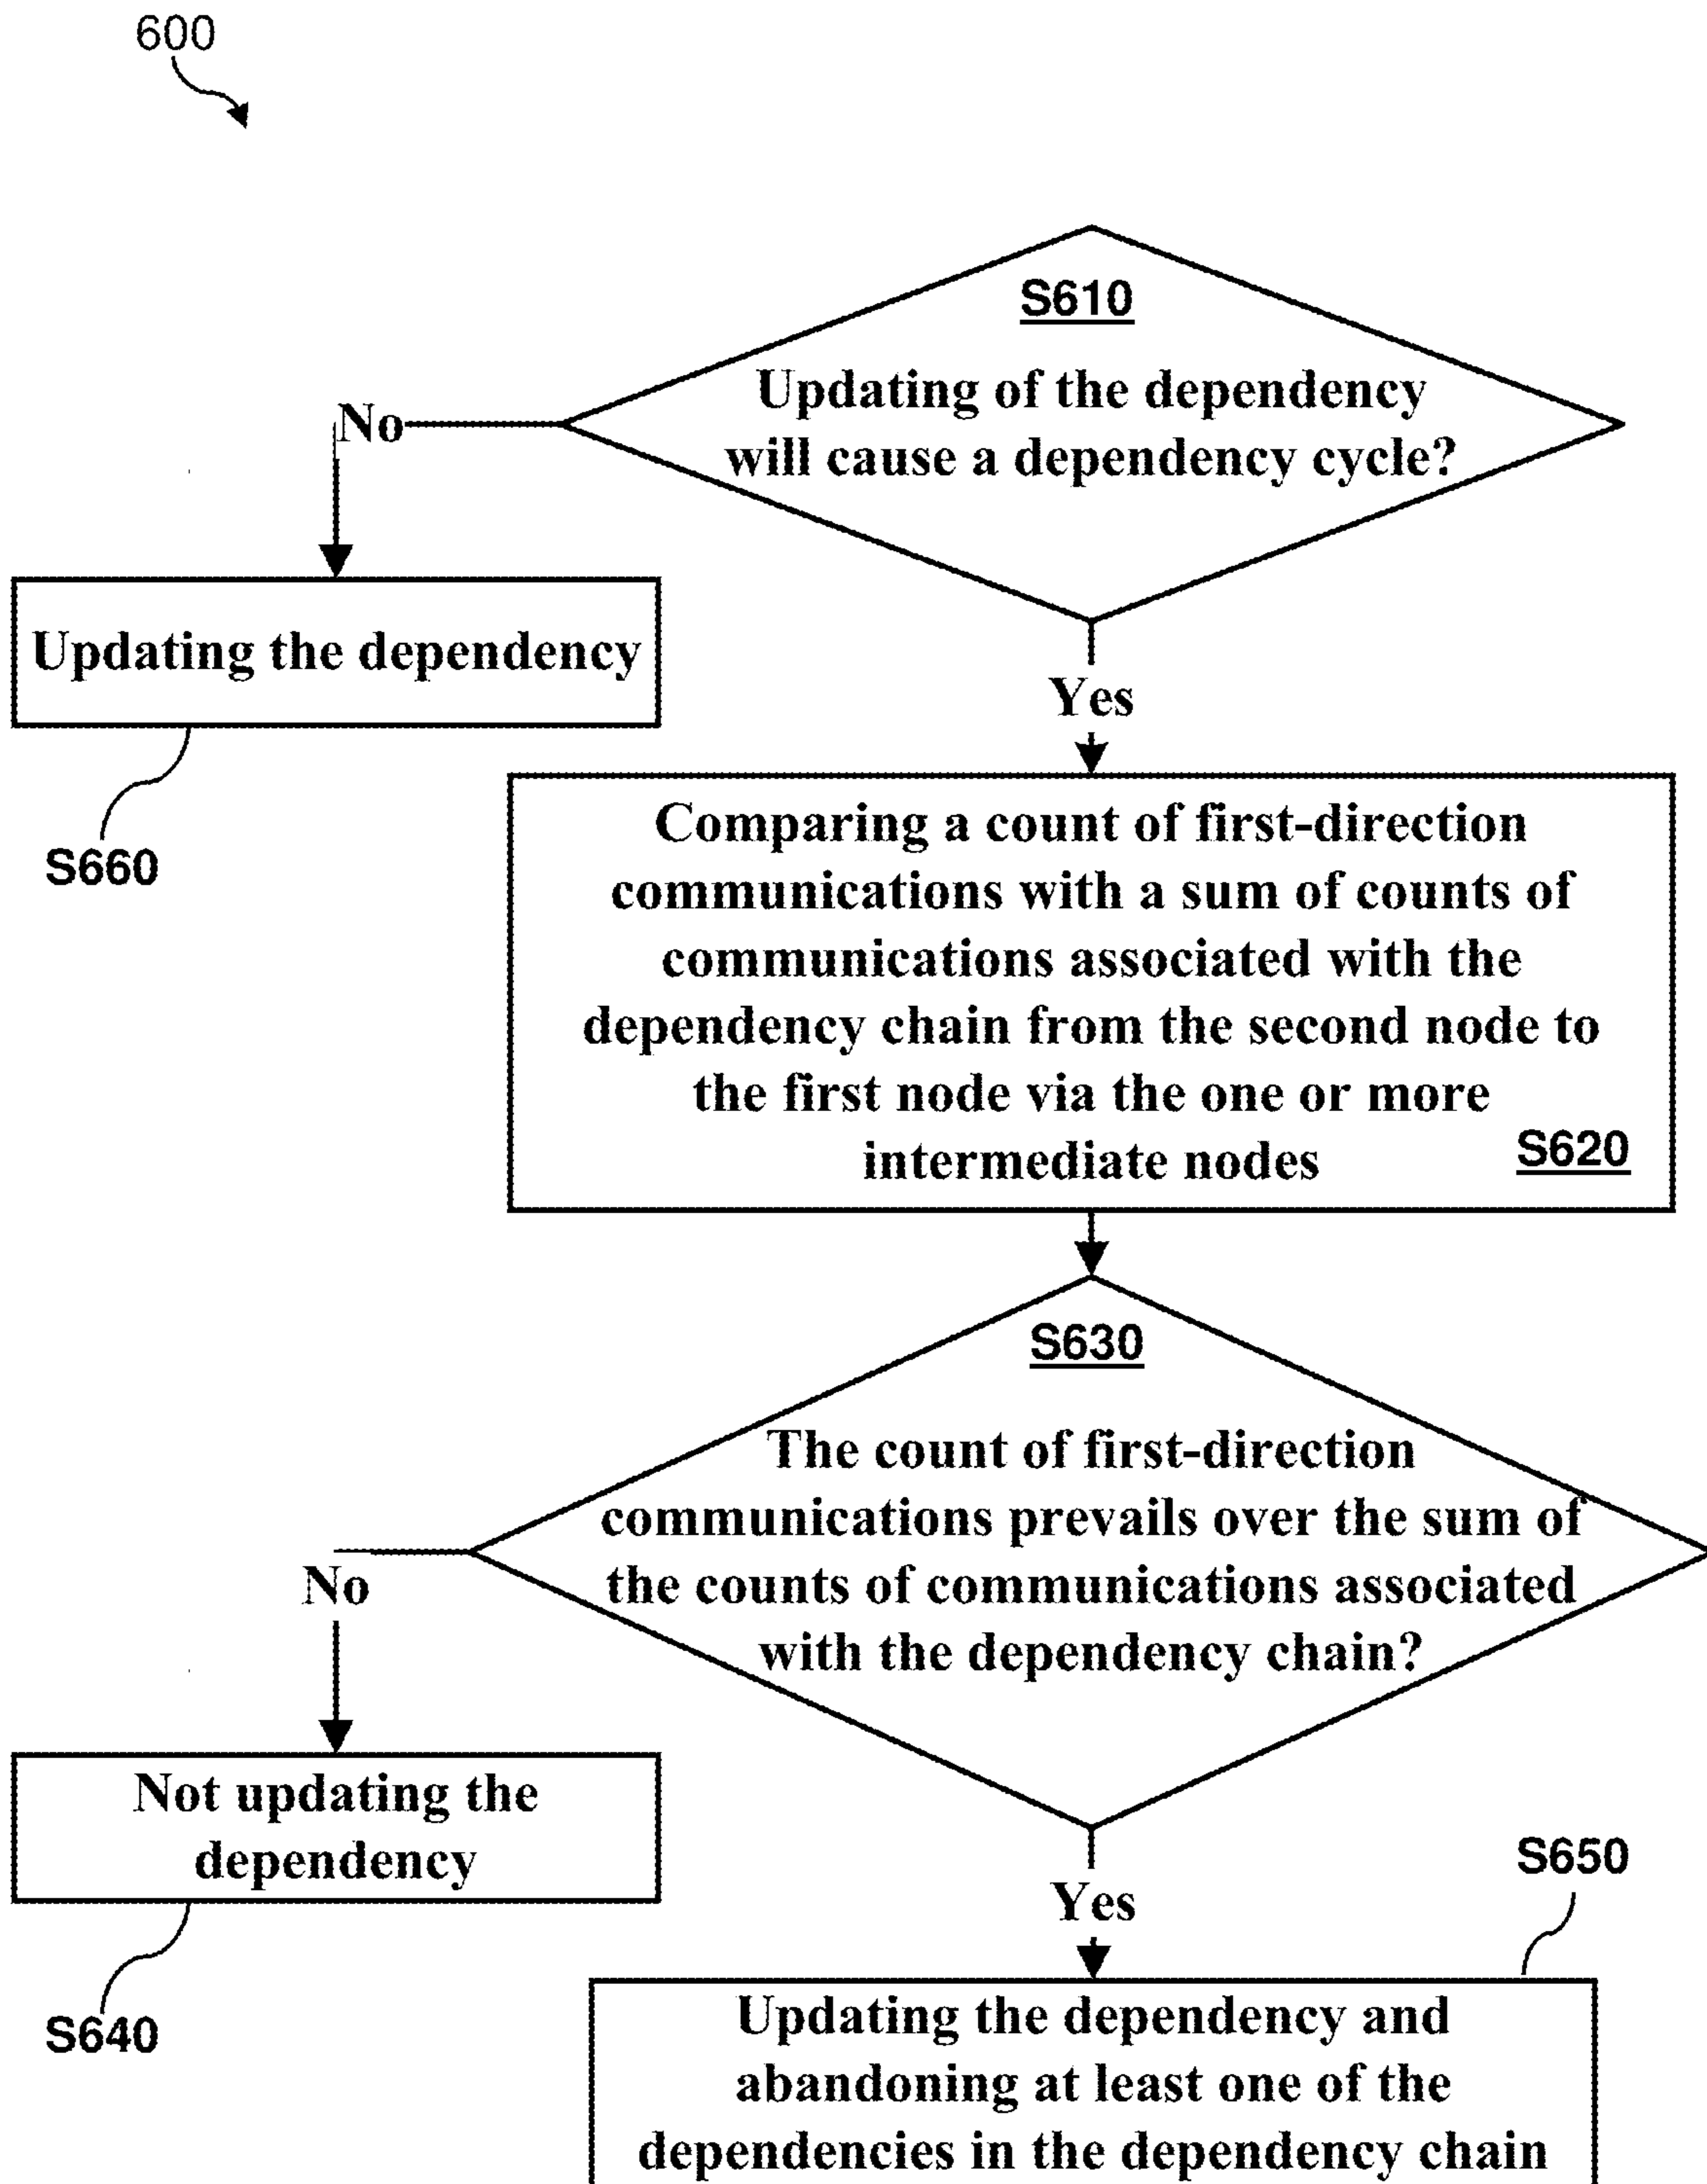 600
S610
Updating of the dependency
will cause a dependency cycle?
No
Updating the dependency
S660
Yes
Comparing a count of first-direction
communications with a sum of counts of
communications associated with the
dependency chain from the second node to
the first node via the one or more
intermediate nodes
S620
S630
The count of first-direction
communications prevails over the sum of
the counts of communications associated
with the dependency chain?
No
Not updating the
dependency
S640
Yes
S650
Updating the dependency and
abandoning at least one of the
dependencies in the dependency chain